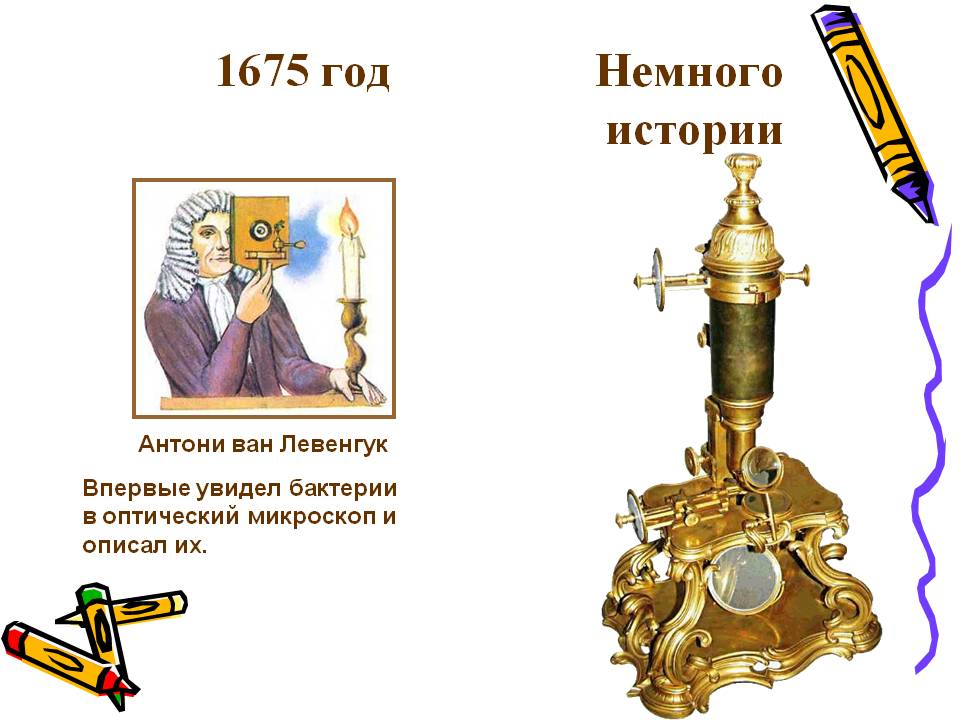 1675 год
Немного
истории
Антони ван Левенгук
Впервые увидел бактерии
в оптический микроскоп и
описал их.